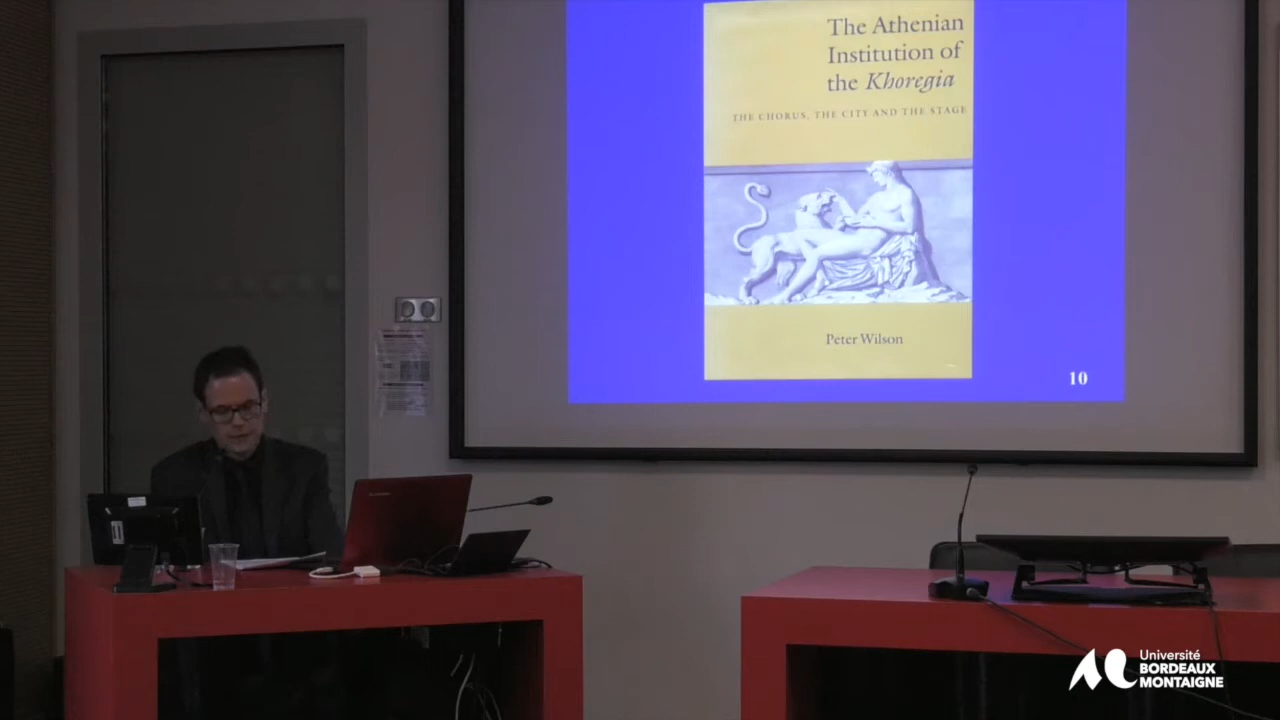 The Athenian
Institution of
the Khoregia
THE CHORUS, THE CITY AND THE STAGE
Peter Wilson
10
Université
BORDEAUX
MONTAIGNE